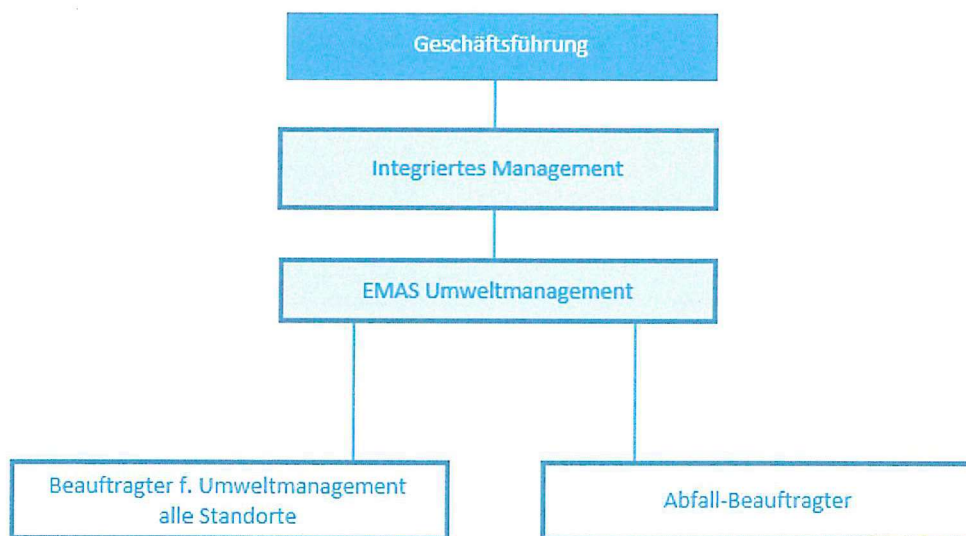 Geschäftsführung
Integriertes Management
EMAS Umweltmanagement
Beauftragter f. Umweltmanagement
alle Standorte
Abfall-Beauftragter